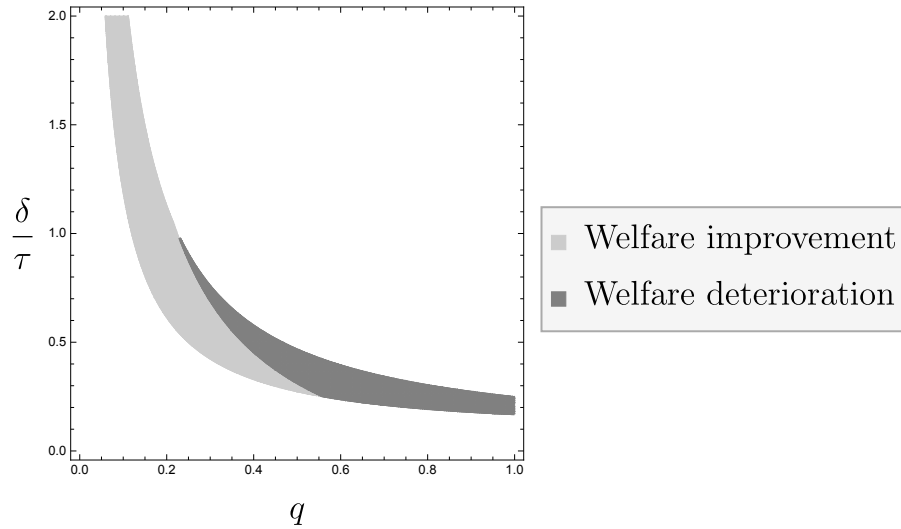 2.0
1.5
1.0
0.5
0.0
δ
τ
0.0 0.2 0.4 0.6 0.8 1.0
q
Welfare improvement
Welfare deterioration